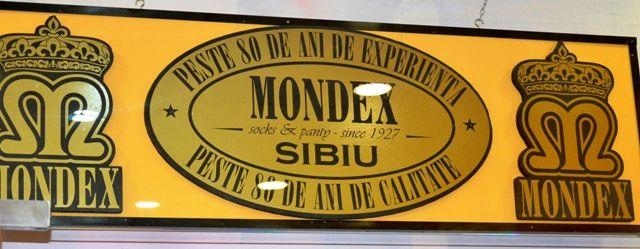 M
MONDEX
PESTE 80 DE ANI DE EXPERIENTA
MONDEX
socks & panty - since 1927
SIBIU
PESTE 80 DE ANI DE CALITATE
M
MONDEX